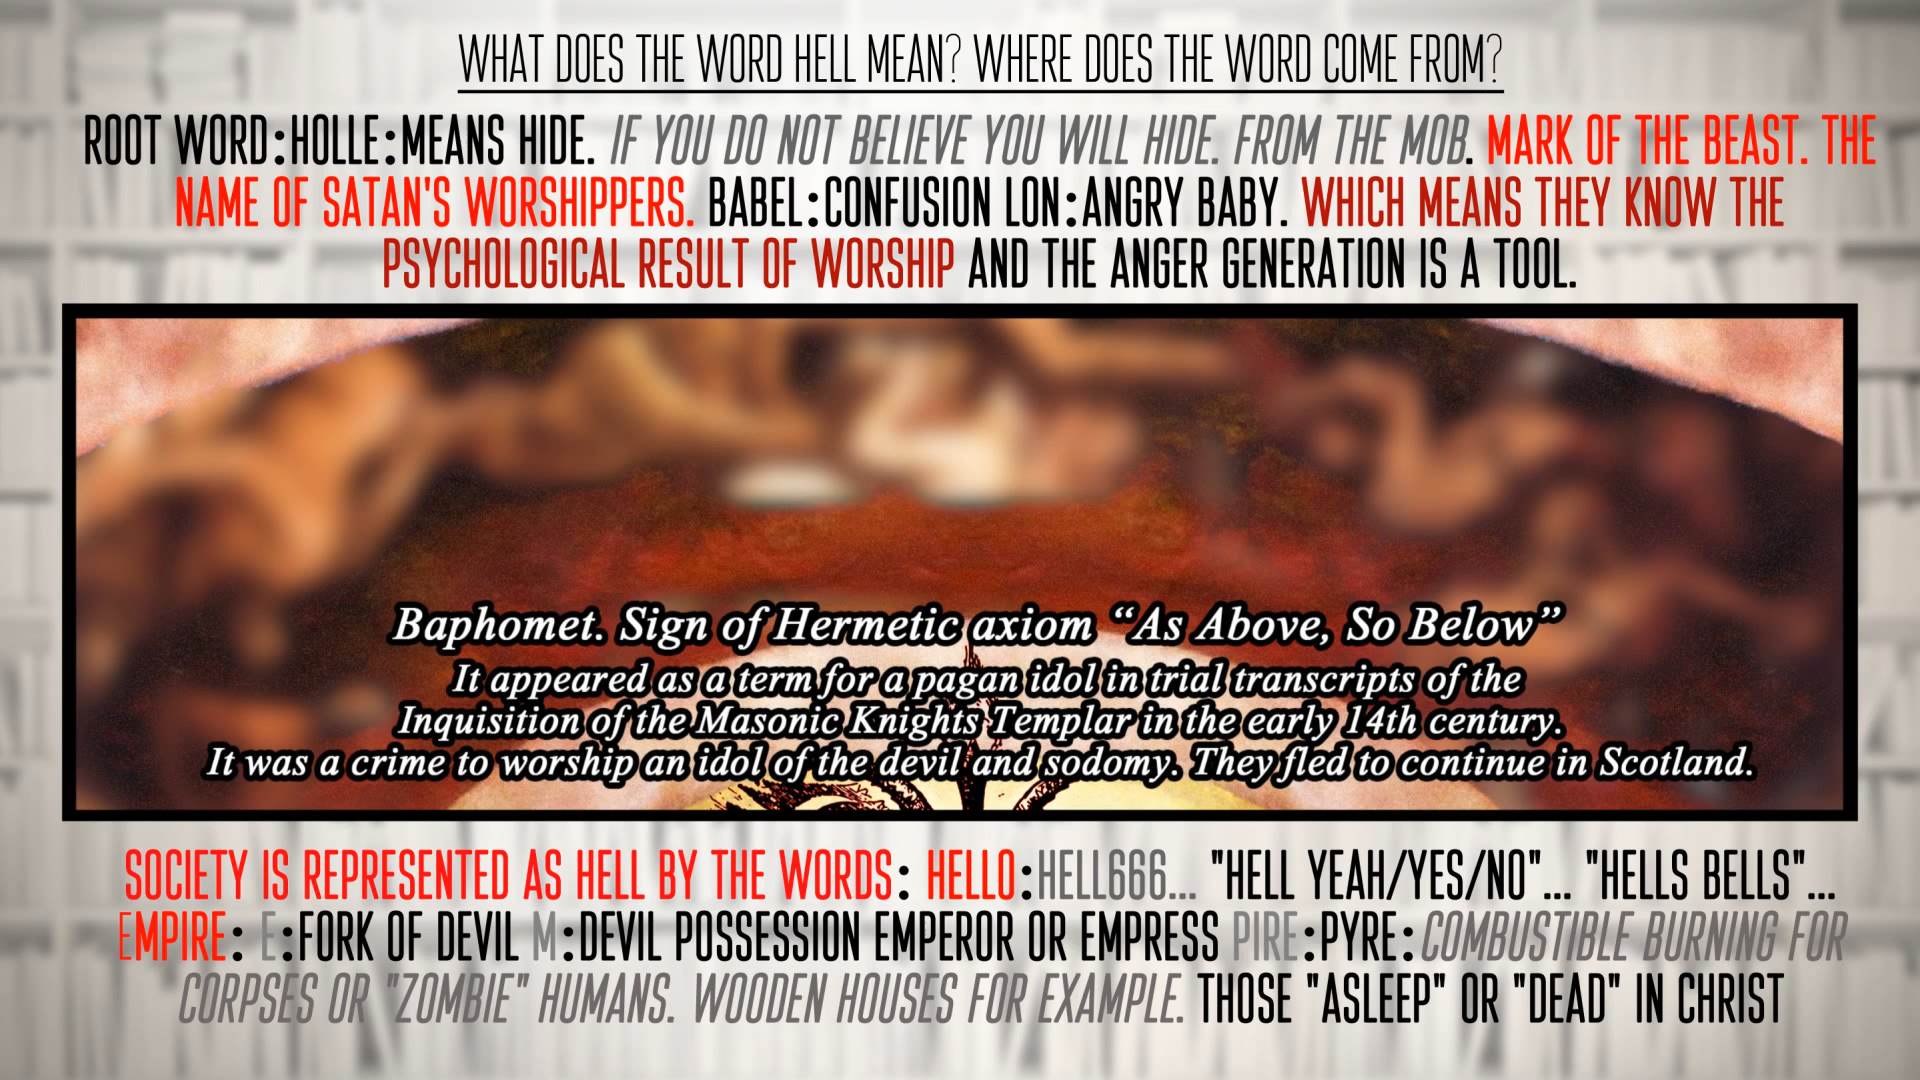 WHAT DOES THE WORD HELL MEAN? WHERE DOES THE WORD COME FROM?
ROOT WORD:HOLLE:MEANS HIDE. IF YOU DO NOT BELIEVE YOU WILL HIDE. FROM THE MOB. MARK OF THE BEAST. THE
NAME OF SATAN'S WORSHIPPERS. BABEL:CONFUSION LON:ANGRY BABY. WHICH MEANS THEY KNOW THE
PSYCHOLOGICAL RESULT OF WORSHIP AND THE ANGER GENERATION IS A TOOL.
Baphomet. Sign of Hermetic axiom “As Above, So Below”
It appeared as a term for a pagan idol in trial transcripts of the
Inquisition of the Masonic Knights Templar in the early 14th century.
It was a crime to worship an idol of the devil and sodomy. They fled to continue in Scotland.
SOCIETY IS REPRESENTED AS HELL BY THE WORDS: HELLO:HELL666... "HELL YEAH/YES/NO"... "HELLS BELLS"...
EMPIRE: E:FORK OF DEVIL M:DEVIL POSSESSION EMPEROR OR EMPRESS PIRE:PYRE:COMBUSTIBLE BURNING FOR
CORPSES OR "ZOMBIE" HUMANS. WOODEN HOUSES FOR EXAMPLE. THOSE "ASLEEP" OR "DEAD" IN CHRIST